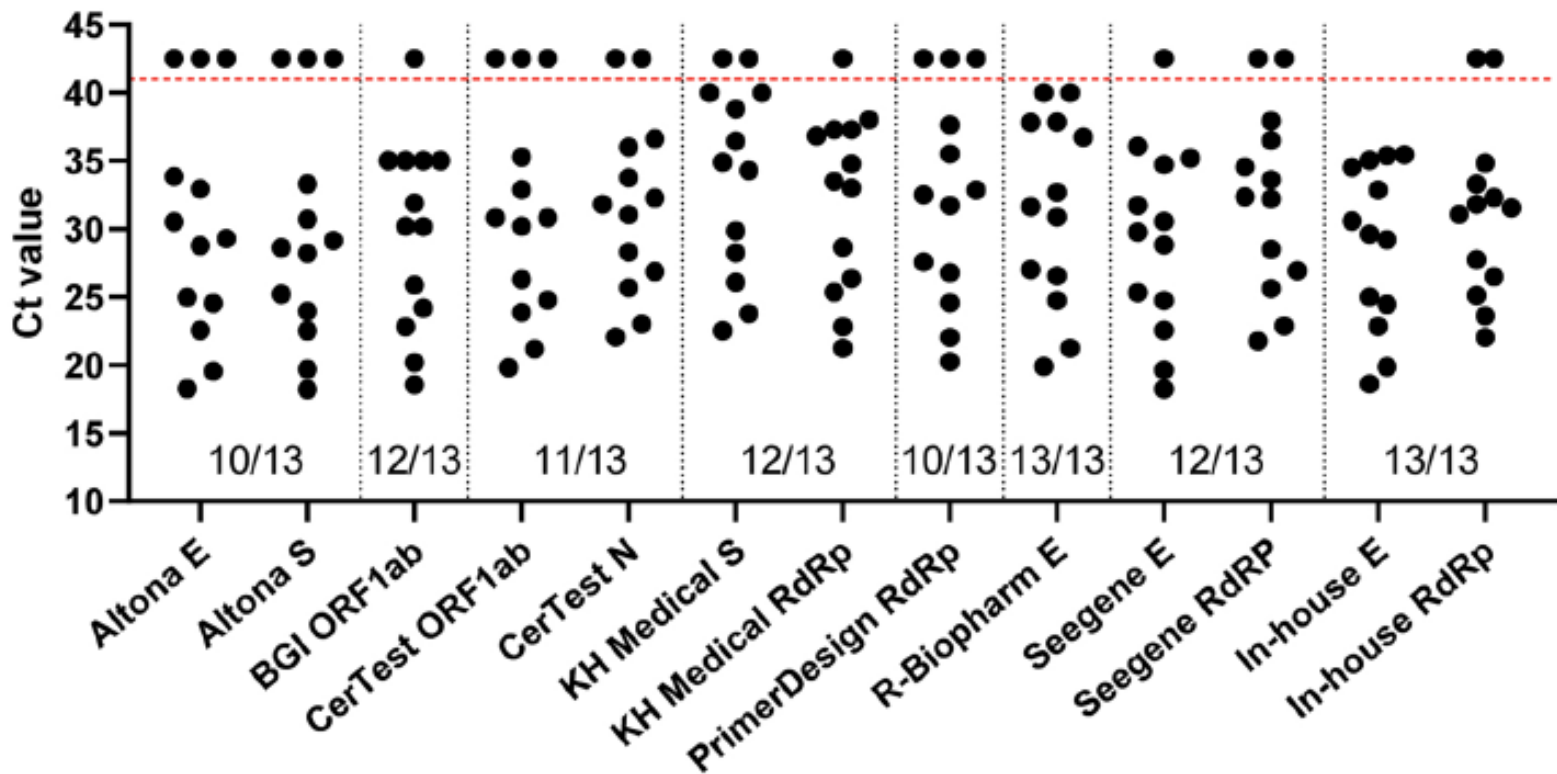 Ct value
45
40
35
30
25
20
15
10
10/13 12/13 11/13 12/13 10/13 13/13 12/13 13/13
Altona E
Altona S
BGI ORF1ab
CerTest ORF1ab
CerTest N
KH Medical S
KH Medical RdRp
PrimerDesign RdRp
R-Biopharm E
Seegene E
Seegene RdRP
In-house E
In-house RdRp